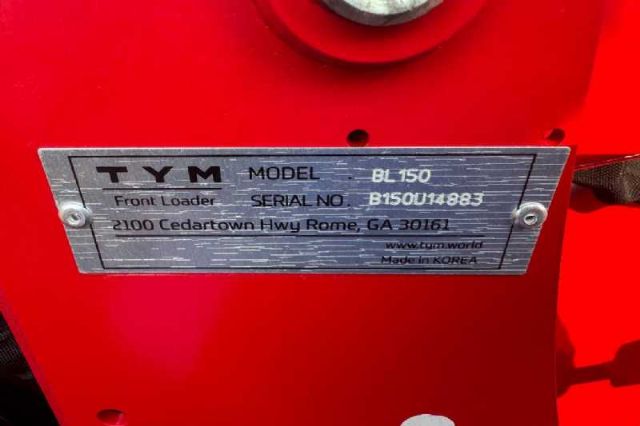 TYM MODEL . BL150
Front Loader SERIAL NO. B150U14883
2100 Cedartown Hwy Rome, GA 30161
www.tym.world
Made in KOREA